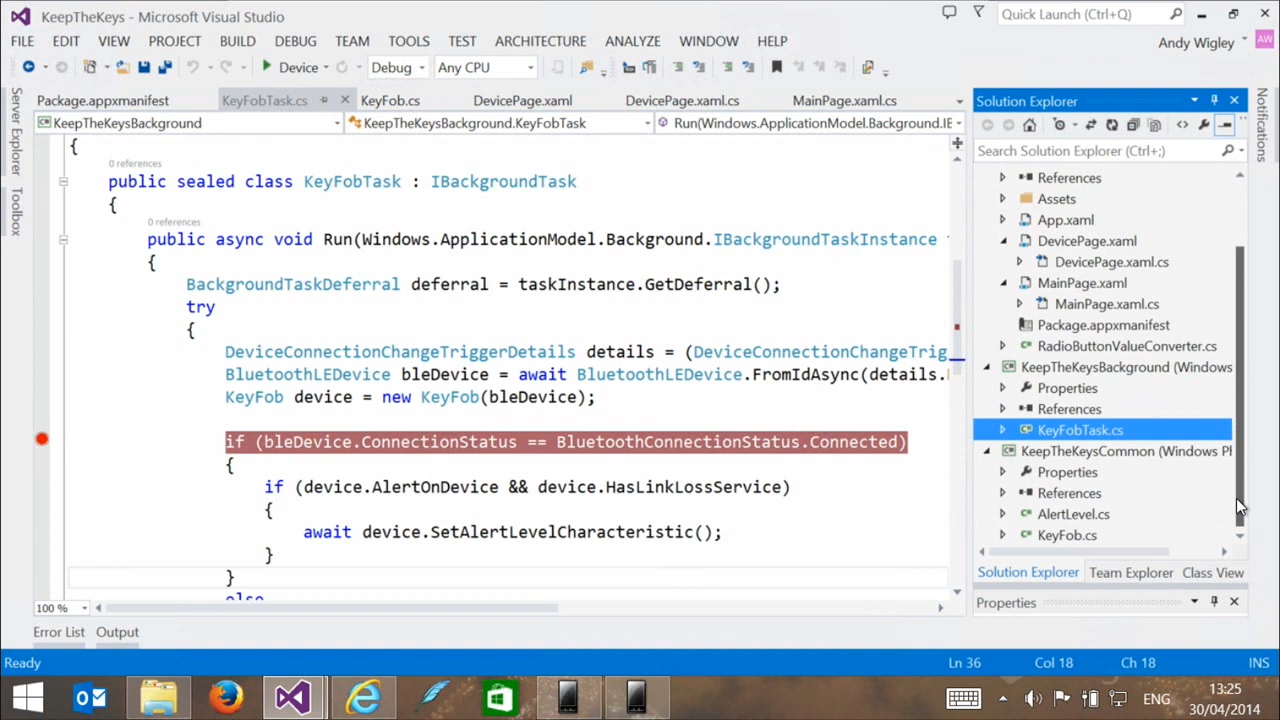 KeepTheKeys - Microsoft Visual Studio
Quick Launch (Ctrl+Q)
FILE EDIT VIEW PROJECT BUILD DEBUG TEAM TOOLS TEST ARCHITECTURE ANALYZE WINDOW HELP
Andy Wigley AW
Device Debug Any CPU
Server Explorer
Toolbox
Notifications
Package.appxmanifest KeyFobTask.cs KeyFob.cs DevicePage.xaml DevicePage.xaml.cs MainPage.xaml.cs
KeepTheKeysBackground KeepTheKeysBackground.KeyFobTask Run(Windows.ApplicationModel.Background.IE
{
0 references
public sealed class KeyFobTask : IBackgroundTask
{
0 references
public async void Run(Windows.ApplicationModel.Background.IBackgroundTaskInstance
{
BackgroundTaskDeferral deferral = taskInstance.GetDeferral();
try
{
DeviceConnectionChangeTriggerDetails details = (DeviceConnectionChangeTrig
BluetoothLEDevice bleDevice = await BluetoothLEDevice.FromIdAsync(details.
KeyFob device = new KeyFob(bleDevice);
if (bleDevice.ConnectionStatus == BluetoothConnectionStatus.Connected)
{
if (device.AlertOnDevice && device.HasLinkLossService)
{
await device.SetAlertLevelCharacteristic();
}
}
else
100 %
Solution Explorer
Search Solution Explorer (Ctrl+;)
References
Assets
App.xaml
DevicePage.xaml
DevicePage.xaml.cs
MainPage.xaml
MainPage.xaml.cs
Package.appxmanifest
RadioButtonValueConverter.cs
KeepTheKeysBackground (Windows
Properties
References
KeyFobTask.cs
KeepTheKeysCommon (Windows Ph
Properties
References
AlertLevel.cs
KeyFob.cs
Solution Explorer Team Explorer Class View
Properties
Error List Output
Ready Ln 36 Col 18 Ch 18 INS
ENG
13:25
30/04/2014